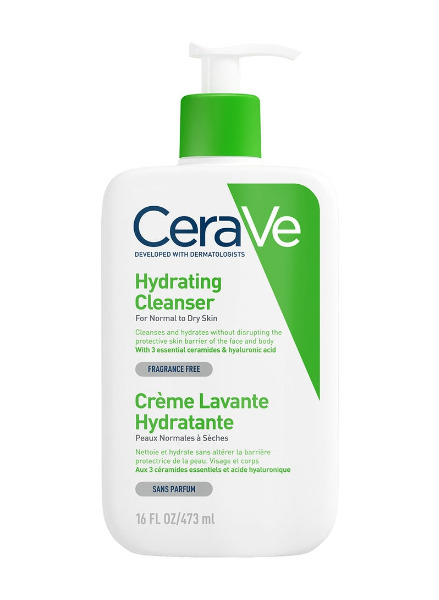 CeraVe
DEVELOPED WITH DERMATOLOGISTS
Hydrating
Cleanser
For Normal to Dry Skin
Cleanses and hydrates without disrupting the
protective skin barrier of the face and body
With 3 essential ceramides & hyaluronic acid
FRAGRANCE FREE
Crème Lavante
Hydratante
Peaux Normales à Sèches
Nettoie et hydrate sans altérer la barrière
protectrice de la peau. Visage et corps
Aux 3 céramides essentiels et acide hyaluronique
SANS PARFUM
16 FL OZ/473 ml